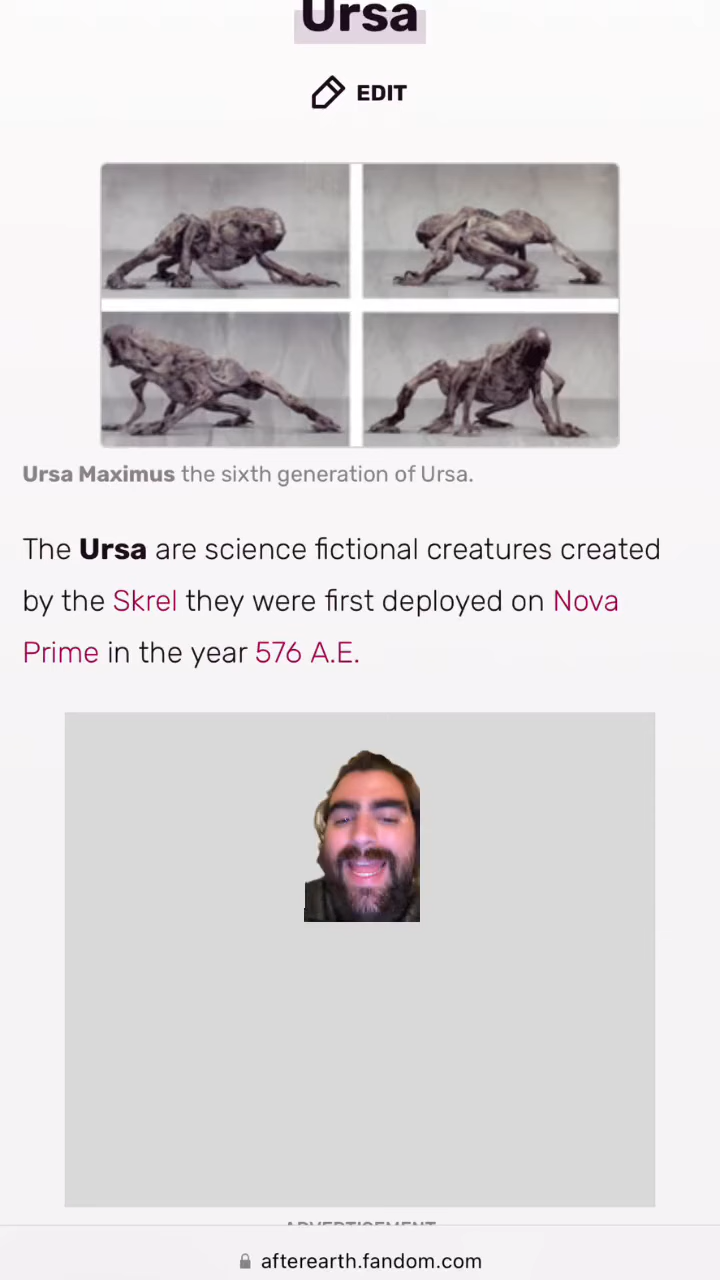 Ursa
EDIT
Ursa Maximus the sixth generation of Ursa.
The Ursa are science fictional creatures created
by the Skrel they were first deployed on Nova
Prime in the year 576 A.E.
ADVERTISEMENT
afterearth.fandom.com